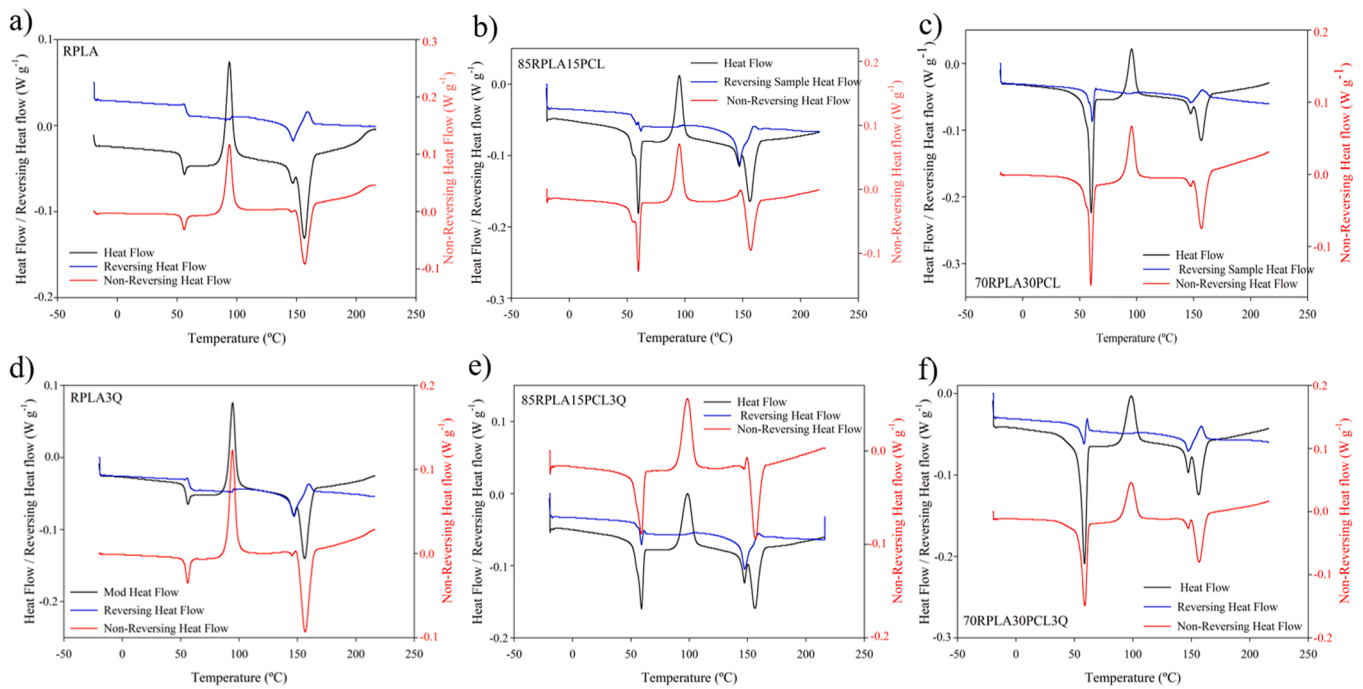 a)
RPLA
0.1
0.0
-0.1
-0.2
0.3
0.2
0.1
0.0
-0.1
Heat Flow / Reversing Heat flow (W g-1)
Non-Reversing Heat Flow (W g-1)
Heat Flow
Reversing Heat Flow
Non-Reversing Heat Flow
-50 0 50 100 150 200 250
Temperature (ºC)
b)
85RPLA15PCL
0.0
-0.1
-0.2
-0.3
0.2
0.1
0.0
-0.1
Heat Flow / Reversing Heat flow (W g-1)
Non-Reversing Heat Flow (W g-1)
Heat Flow
Reversing Sample Heat Flow
Non-Reversing Heat Flow
-50 0 50 100 150 200 250
Temperature (ºC)
c)
0.0
-0.1
-0.2
-0.3
0.2
0.1
0.0
-0.1
Heat Flow / Reversing Heat flow (W g-1)
Non-Reversing Heat Flow (W g-1)
Heat Flow
Reversing Sample Heat Flow
Non-Reversing Heat Flow
70RPLA30PCL
-50 0 50 100 150 200 250
Temperature (ºC)
d)
RPLA3Q
0.1
0.0
-0.1
-0.2
0.2
0.1
0.0
-0.1
Heat Flow / Reversing Heat flow (W g-1)
Non-Reversing Heat Flow (W g-1)
Mod Heat Flow
Reversing Heat Flow
Non-Reversing Heat Flow
-50 0 50 100 150 200 250
Temperature (ºC)
e)
85RPLA15PCL3Q
0.1
0.0
-0.1
-0.2
0.0
-0.1
-0.2
Heat Flow / Reversing Heat flow (W g-1)
Non-Reversing Heat Flow (W g-1)
Heat Flow
Reversing Heat Flow
Non-Reversing Heat Flow
-50 0 50 100 150 200 250
Temperature (ºC)
f)
0.0
-0.1
-0.2
-0.3
0.2
0.1
0.0
-0.1
-0.2
Heat Flow / Reversing Heat flow (W g-1)
Non-Reversing Heat Flow (W g-1)
Heat Flow
Reversing Heat Flow
Non-Reversing Heat Flow
70RPLA30PCL3Q
-50 0 50 100 150 200 250
Temperature (ºC)